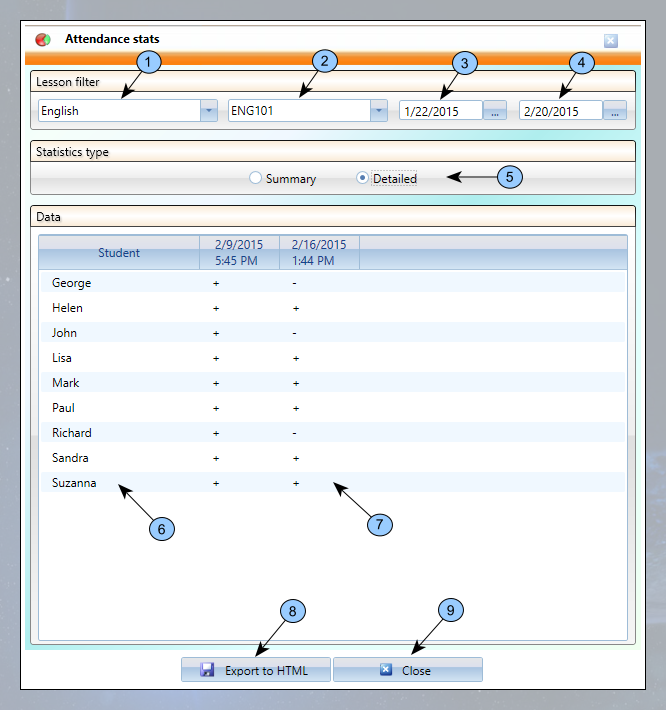 Attendance stats
1 2 3 4
Lesson filter
English ENG101 1/22/2015 ... 2/20/2015 ...
Statistics type
Summary Detailed 5
Data
Student 2/9/2015 5:45 PM 2/16/2015 1:44 PM
George + -
Helen + +
John + -
Lisa + +
Mark + +
Paul + +
Richard + -
Sandra + +
Suzanna + +
6 7
8 9
Export to HTML Close